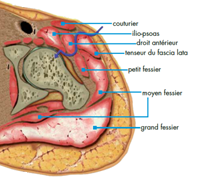 couturier
ilio-psoas
droit antérieur
tenseur du fascia lata
petit fessier
moyen fessier
grand fessier